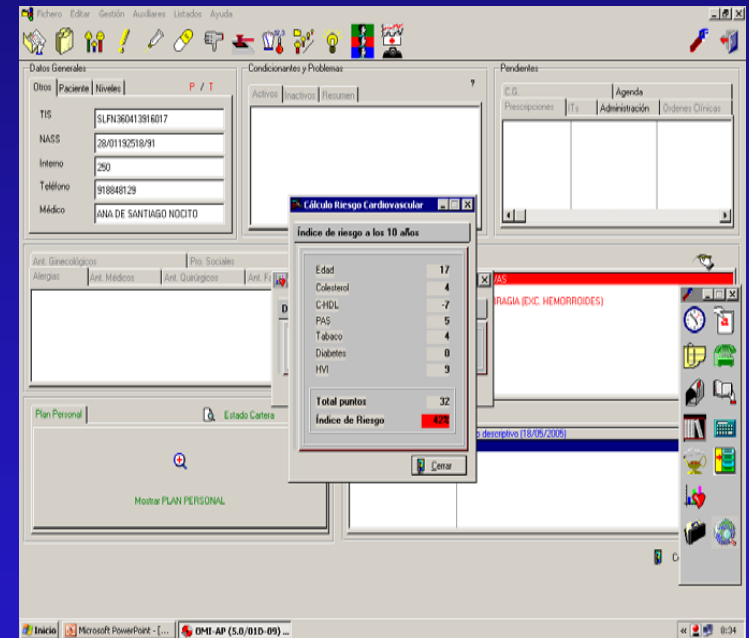 Fichero Editar Gestión Auxiliares Listados Ayuda
Datos Generales
Otros Paciente Niveles P / T
TIS SLFN360413916017
NASS 28/01192518/91
Interno 250
Teléfono 918848129
Médico ANA DE SANTIAGO NOCITO
Condicionantes y Problemas
?
Activos Inactivos Resumen
Pendientes
C.G. Agenda
Prescripciones ITs Administración Ordenes Clínicas
Ant. Ginecológicos Pro. Sociales
Alergias Ant. Médicos Ant. Quirúrgicos Ant. F
Cálculo Riesgo Cardiovascular
Índice de riesgo a los 10 años
Edad 17
Colesterol 4
C-HDL -7
PAS 5
Tabaco 4
Diabetes 0
HVI 9
Total puntos 32
Índice de Riesgo 42%
Cerrar
D
VAS
RRAGIA (EXC. HEMORROIDES)
o descriptivo (18/05/2005)
Plan Personal Estado Cartera
Mostrar PLAN PERSONAL
C
Inicio Microsoft PowerPoint - [... OMI-AP (5.0/01D-09) ... 0:34